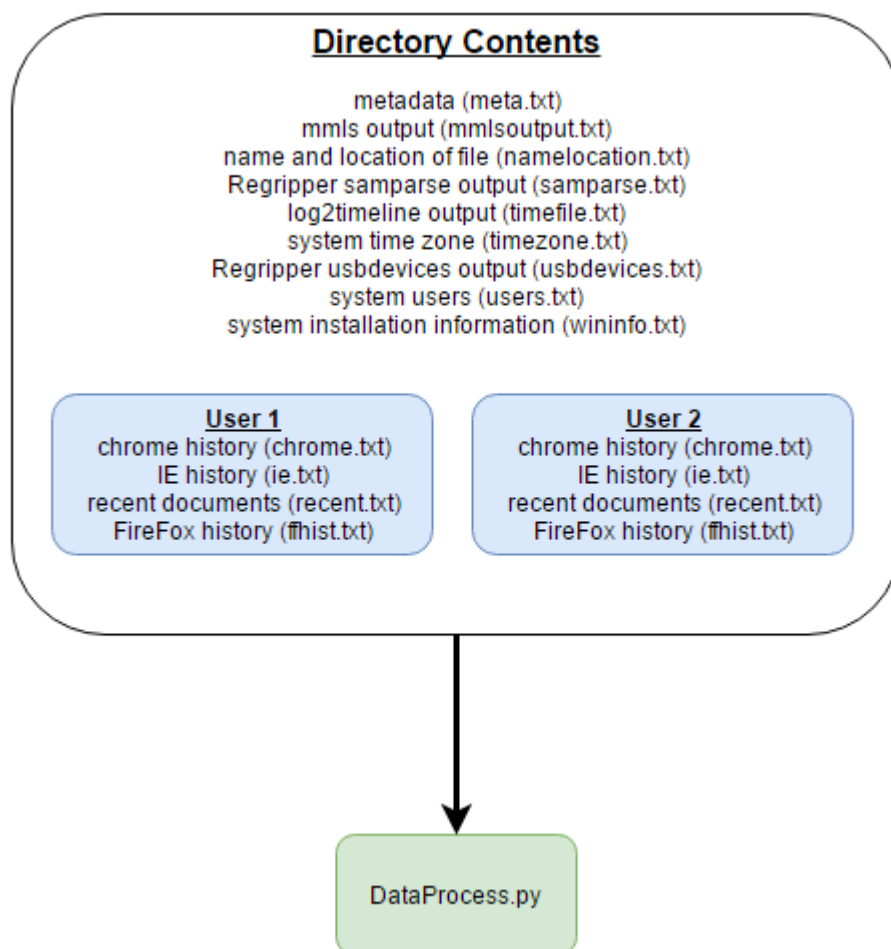 Directory Contents
metadata (meta.txt)
mmls output (mmlsoutput.txt)
name and location of file (namelocation.txt)
Regripper samparse output (samparse.txt)
log2timeline output (timefile.txt)
system time zone (timezone.txt)
Regripper usbdevices output (usbdevices.txt)
system users (users.txt)
system installation information (wininfo.txt)
User 1
chrome history (chrome.txt)
IE history (ie.txt)
recent documents (recent.txt)
FireFox history (ffhist.txt)
User 2
chrome history (chrome.txt)
IE history (ie.txt)
recent documents (recent.txt)
FireFox history (ffhist.txt)
DataProcess.py